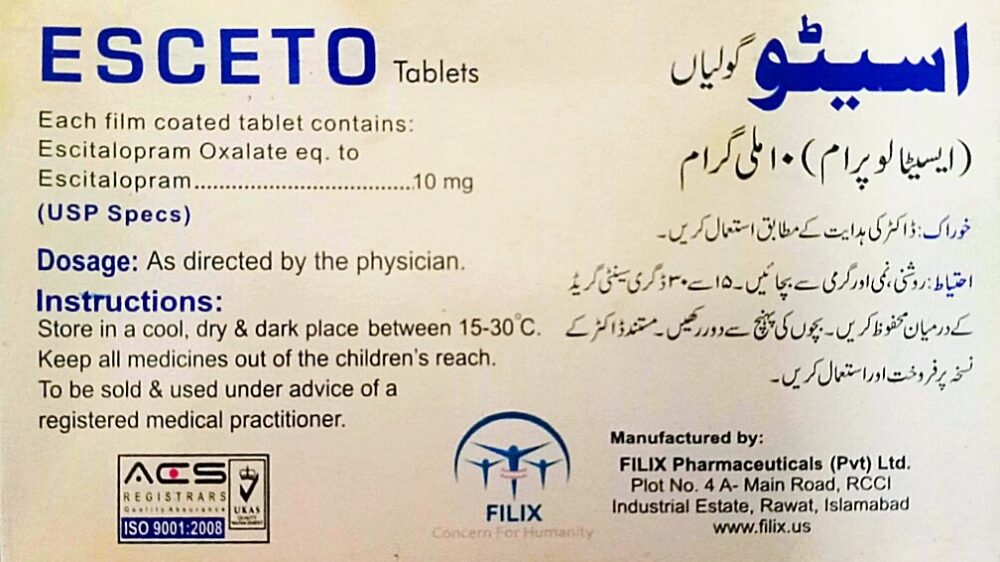 ESCETO Tablets
Each film coated tablet contains:
Escitalopram Oxalate eq. to
Escitalopram......................................10 mg
(USP Specs)
Dosage: As directed by the physician.
Instructions:
Store in a cool, dry & dark place between 15-30°C.
Keep all medicines out of the children's reach.
To be sold & used under advice of a
registered medical practitioner.
اسیٹو گولیاں
(ایسیٹالوپرام) ۱۰ ملی گرام
خوراک: ڈاکٹر کی ہدایت کے مطابق استعمال کریں۔
احتیاط: روشنی، نمی اور گرمی سے بچائیں۔ ۱۵ سے ۳۰ ڈگری سینٹی گریڈ
کے درمیان محفوظ کریں۔ بچوں کی پہنچ سے دور رکھیں۔ مستند ڈاکٹر کے
نسخہ پر فروخت اور استعمال کریں۔
ACS
REGISTRARS
Quality Assurance
ISO 9001:2008
UKAS
QUALITY
MANAGEMENT
FILIX
Concern For Humanity
Manufactured by:
FILIX Pharmaceuticals (Pvt) Ltd.
Plot No. 4 A- Main Road, RCCI
Industrial Estate, Rawat, Islamabad
www.filix.us